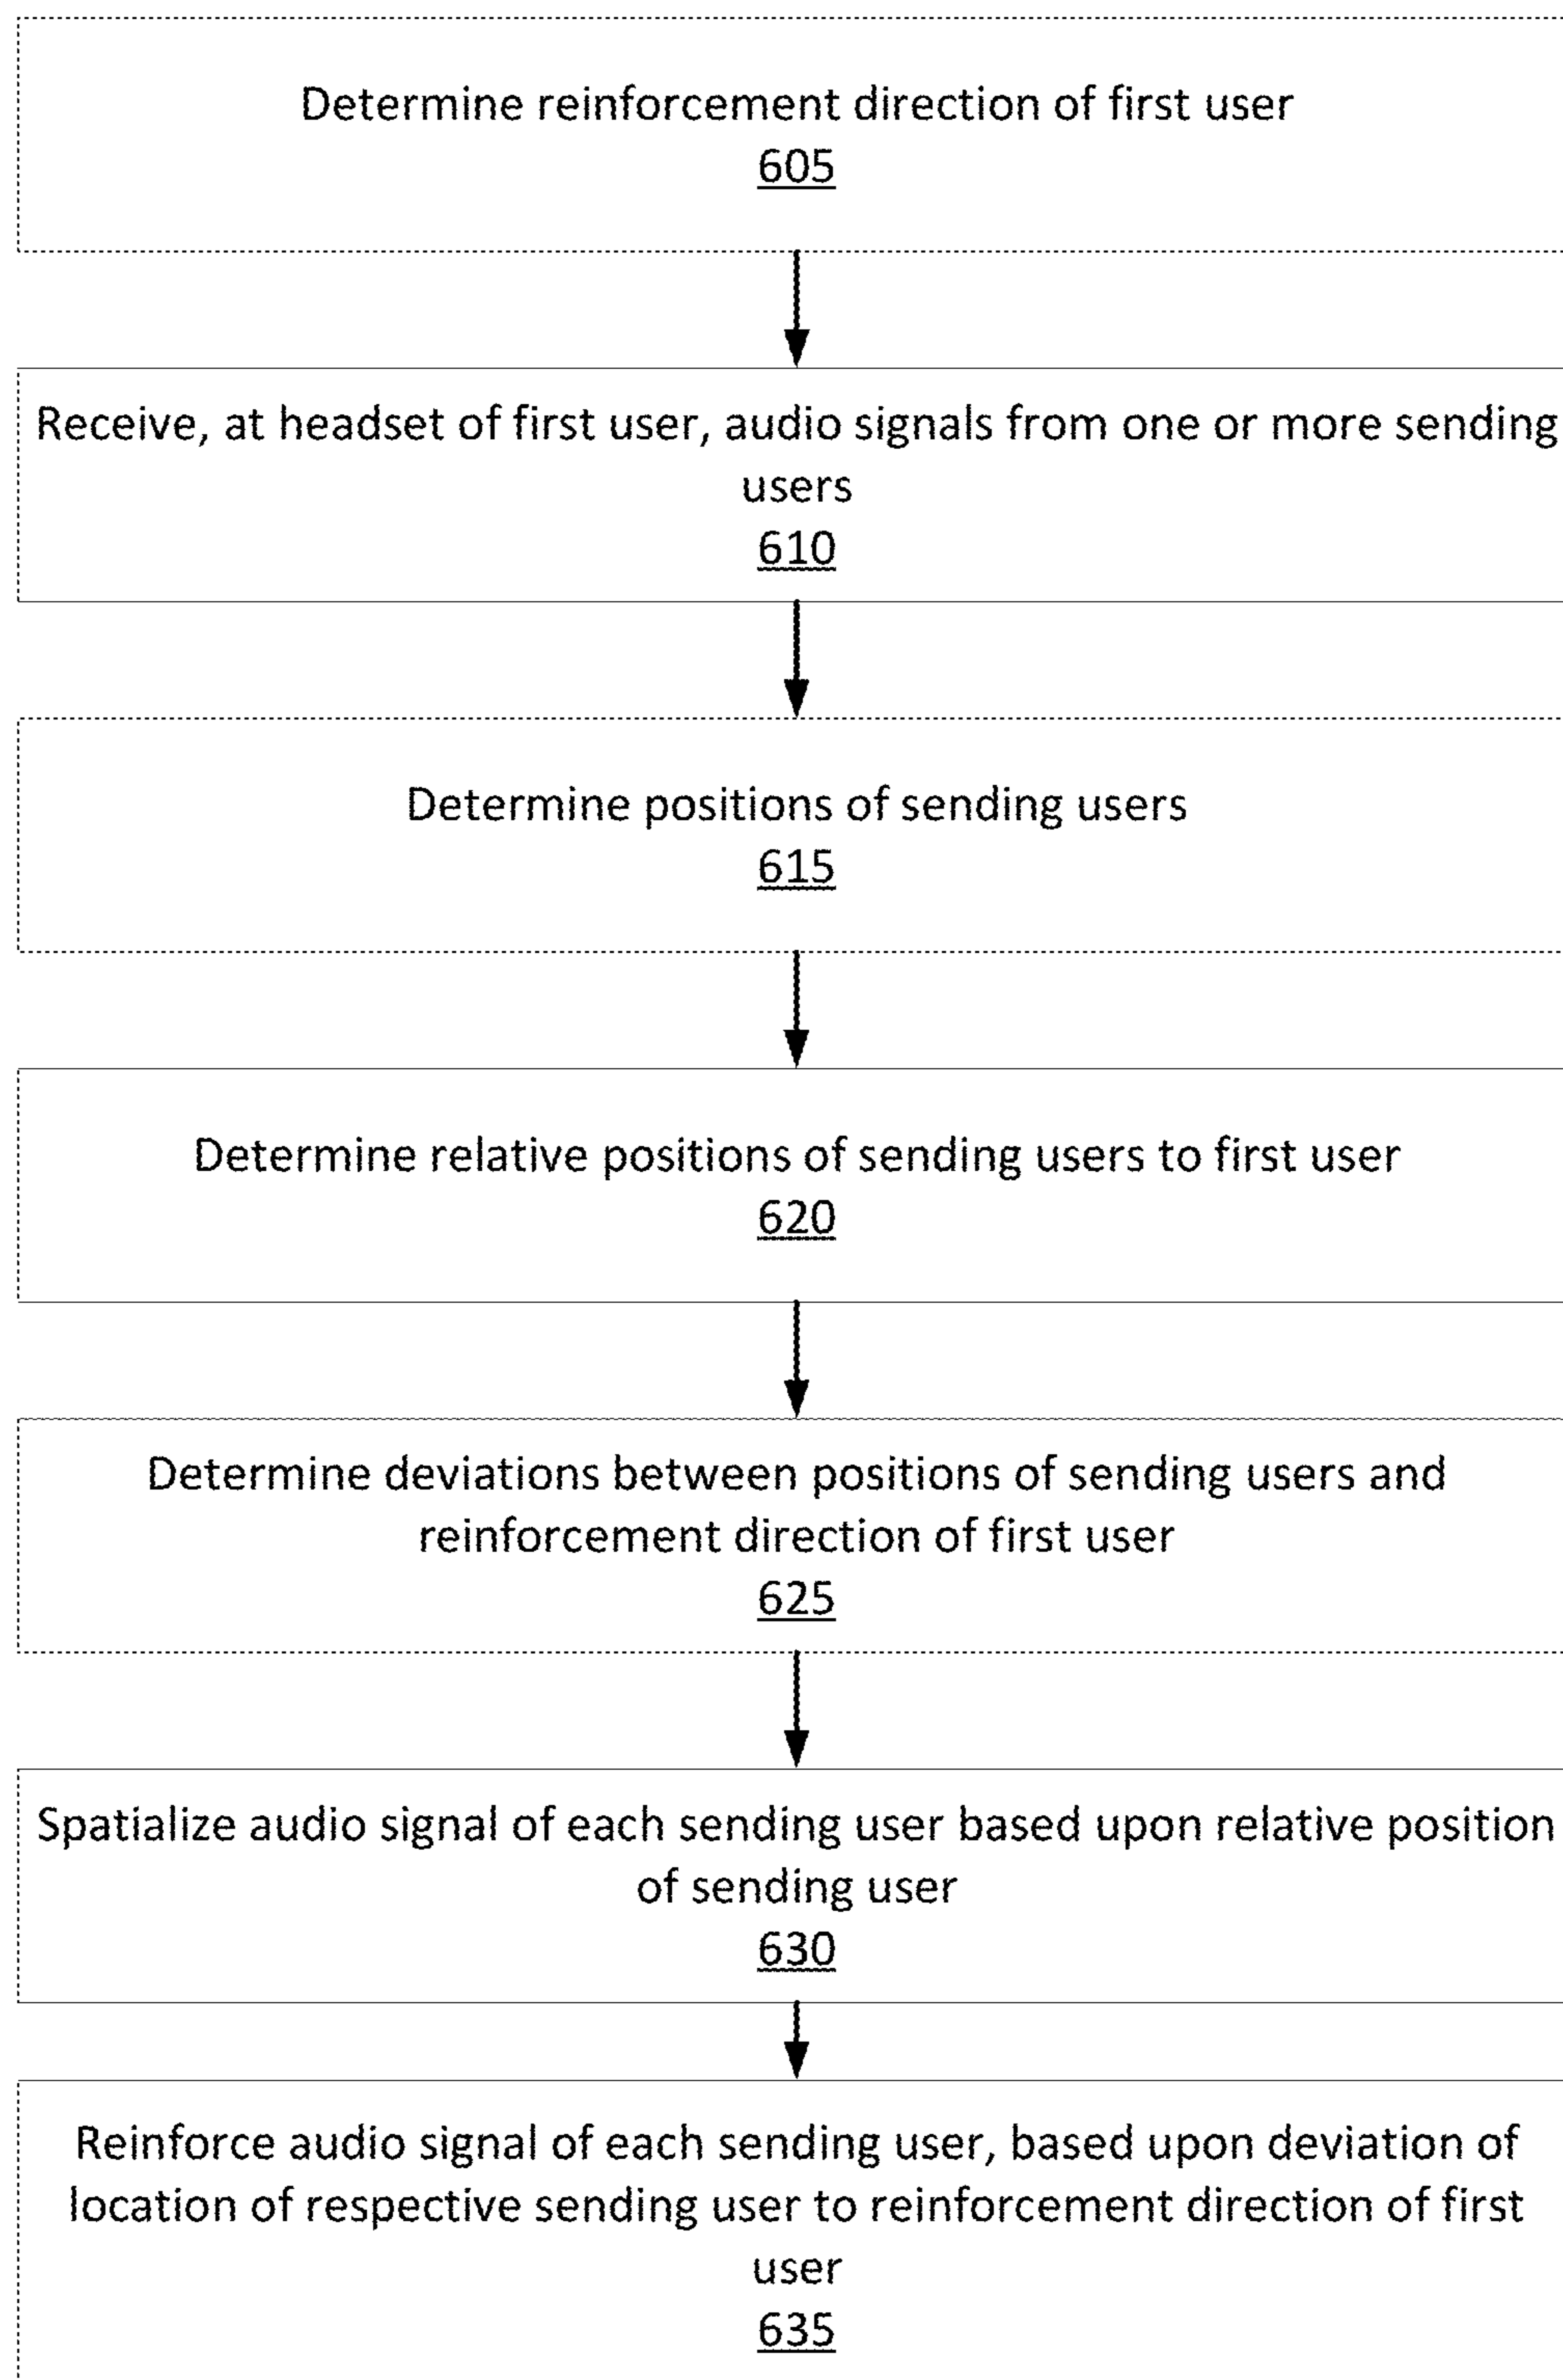 Determine reinforcement direction of first user
605
Receive, at headset of first user, audio signals from one or more sending
users
610
Determine positions of sending users
615
Determine relative positions of sending users to first user
620
Determine deviations between positions of sending users and
reinforcement direction of first user
625
Spatialize audio signal of each sending user based upon relative position
of sending user
630
Reinforce audio signal of each sending user, based upon deviation of
location of respective sending user to reinforcement direction of first
user
635